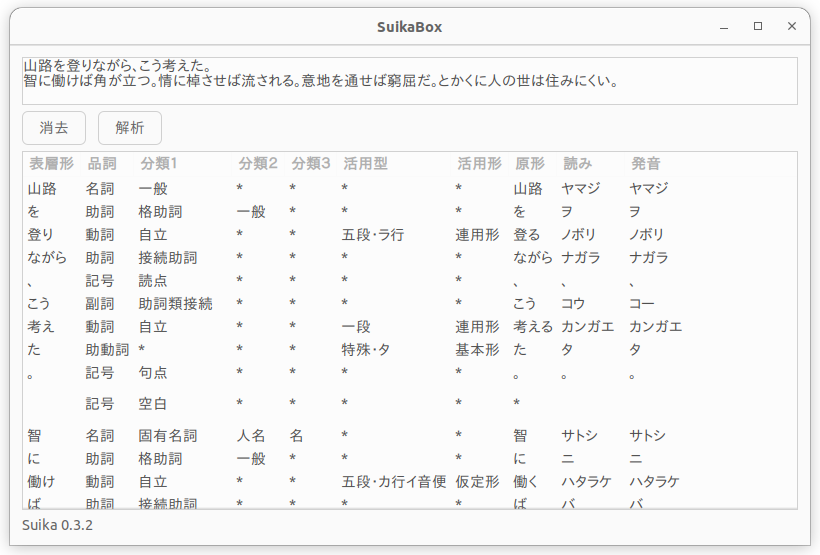 SuikaBox
山路を登りながら、こう考えた。
智に働けば角が立つ。情に棹させば流される。意地を通せば窮屈だ。とかくに人の世は住みにくい。
消去 解析
表層形 品詞 分類1 分類2 分類3 活用型 活用形 原形 読み 発音
山路 名詞 一般 * * * * 山路 ヤマジ ヤマジ
を 助詞 格助詞 一般 * * * を ヲ ヲ
登り 動詞 自立 * * 五段・ラ行 連用形 登る ノボリ ノボリ
ながら 助詞 接続助詞 * * * * ながら ナガラ ナガラ
、 記号 読点 * * * * 、 、 、
こう 副詞 助詞類接続 * * * * こう コウ コー
考え 動詞 自立 * * 一段 連用形 考える カンガエ カンガエ
た 助動詞 * * * 特殊・タ 基本形 た タ タ
。 記号 句点 * * * * 。 。 。
記号 空白 * * * * *
智 名詞 固有名詞 人名 名 * * 智 サトシ サトシ
に 助詞 格助詞 一般 * * * に ニ ニ
働け 動詞 自立 * * 五段・カ行イ音便 仮定形 働く ハタラケ ハタラケ
ば 助詞 接続助詞 * * * * ば バ バ
Suika 0.3.2